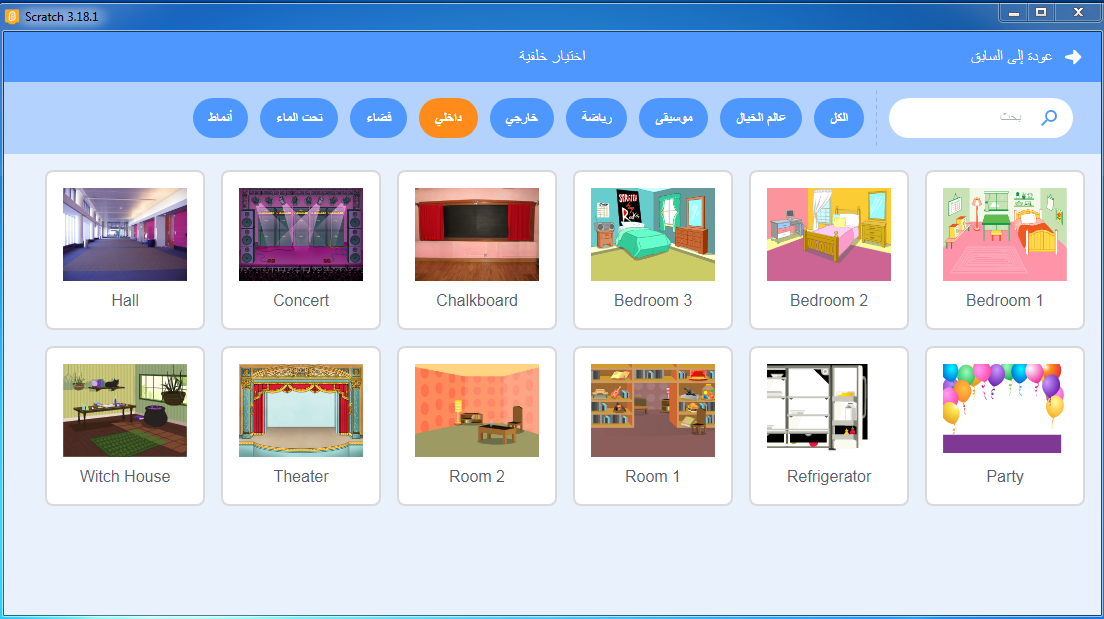 Scratch 3.18.1
عودة إلى السابق
اختيار خلفية
بحث
الكل
عالم الخيال
موسيقى
رياضة
خارجي
داخلي
فضاء
تحت الماء
أنماط
Bedroom 1
Bedroom 2
Bedroom 3
Chalkboard
Concert
Hall
Party
Refrigerator
Room 1
Room 2
Theater
Witch House